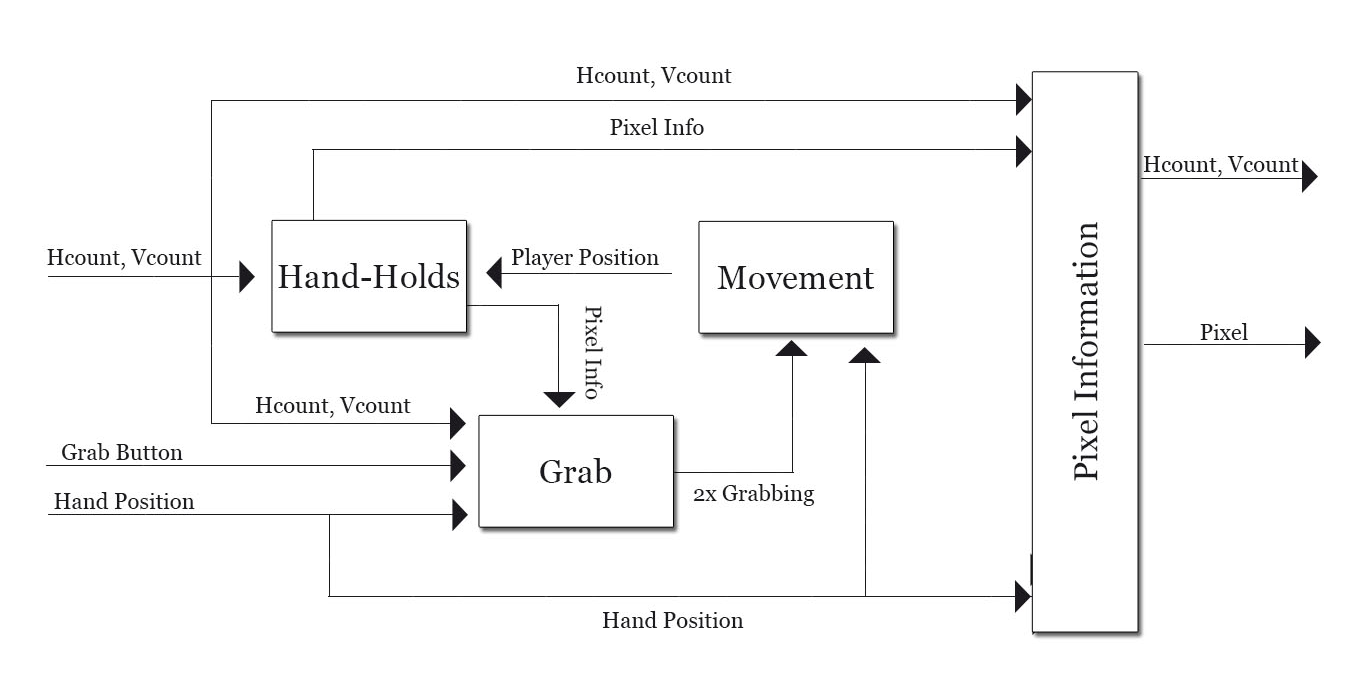 Hcount, Vcount
Pixel Info
Hcount, Vcount
Hcount, Vcount
Player Position
Hand-Holds
Movement
Pixel Info
Pixel Information
Pixel
Hcount, Vcount
Grab Button
Grab
Hand Position
2x Grabbing
Hand Position